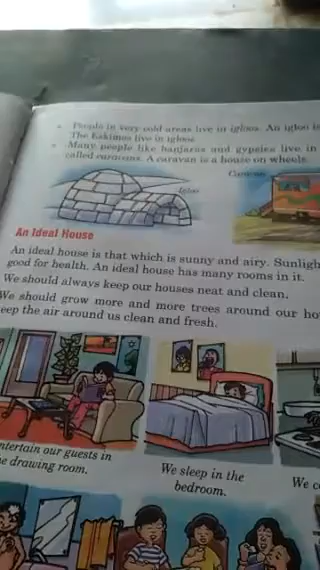 People in very cold areas live in igloos. An igloo is
The Eskimos live in igloos.
Many people like banjaras and gypsies live in
called caravans. A caravan is a house on wheels.
Caravan
Igloo
An Ideal House
An ideal house is that which is sunny and airy. Sunligh
good for health. An ideal house has many rooms in it.
We should always keep our houses neat and clean.
We should grow more and more trees around our ho
eep the air around us clean and fresh.
ntertain our guests in
e drawing room.
We sleep in the
bedroom.
We c